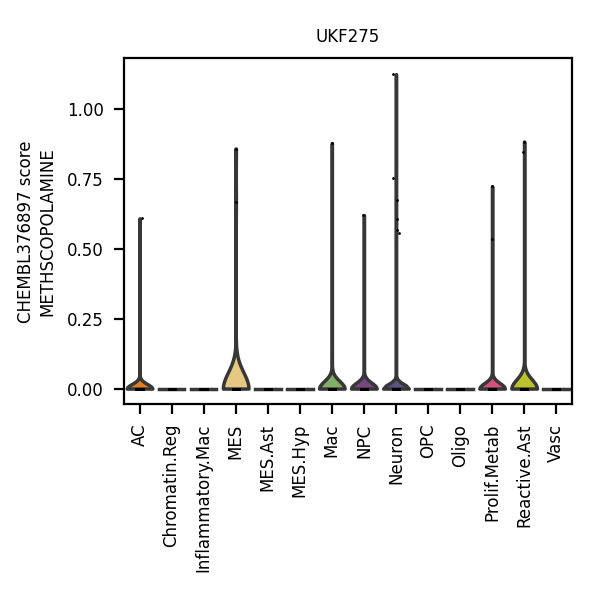 UKF275
CHEMBL376897 score
METHSCOPOLAMINE
1.00
0.75
0.50
0.25
0.00
AC
Chromatin.Reg
Inflammatory.Mac
MES
MES.Ast
MES.Hyp
Mac
NPC
Neuron
OPC
Oligo
Prolif.Metab
Reactive.Ast
Vasc